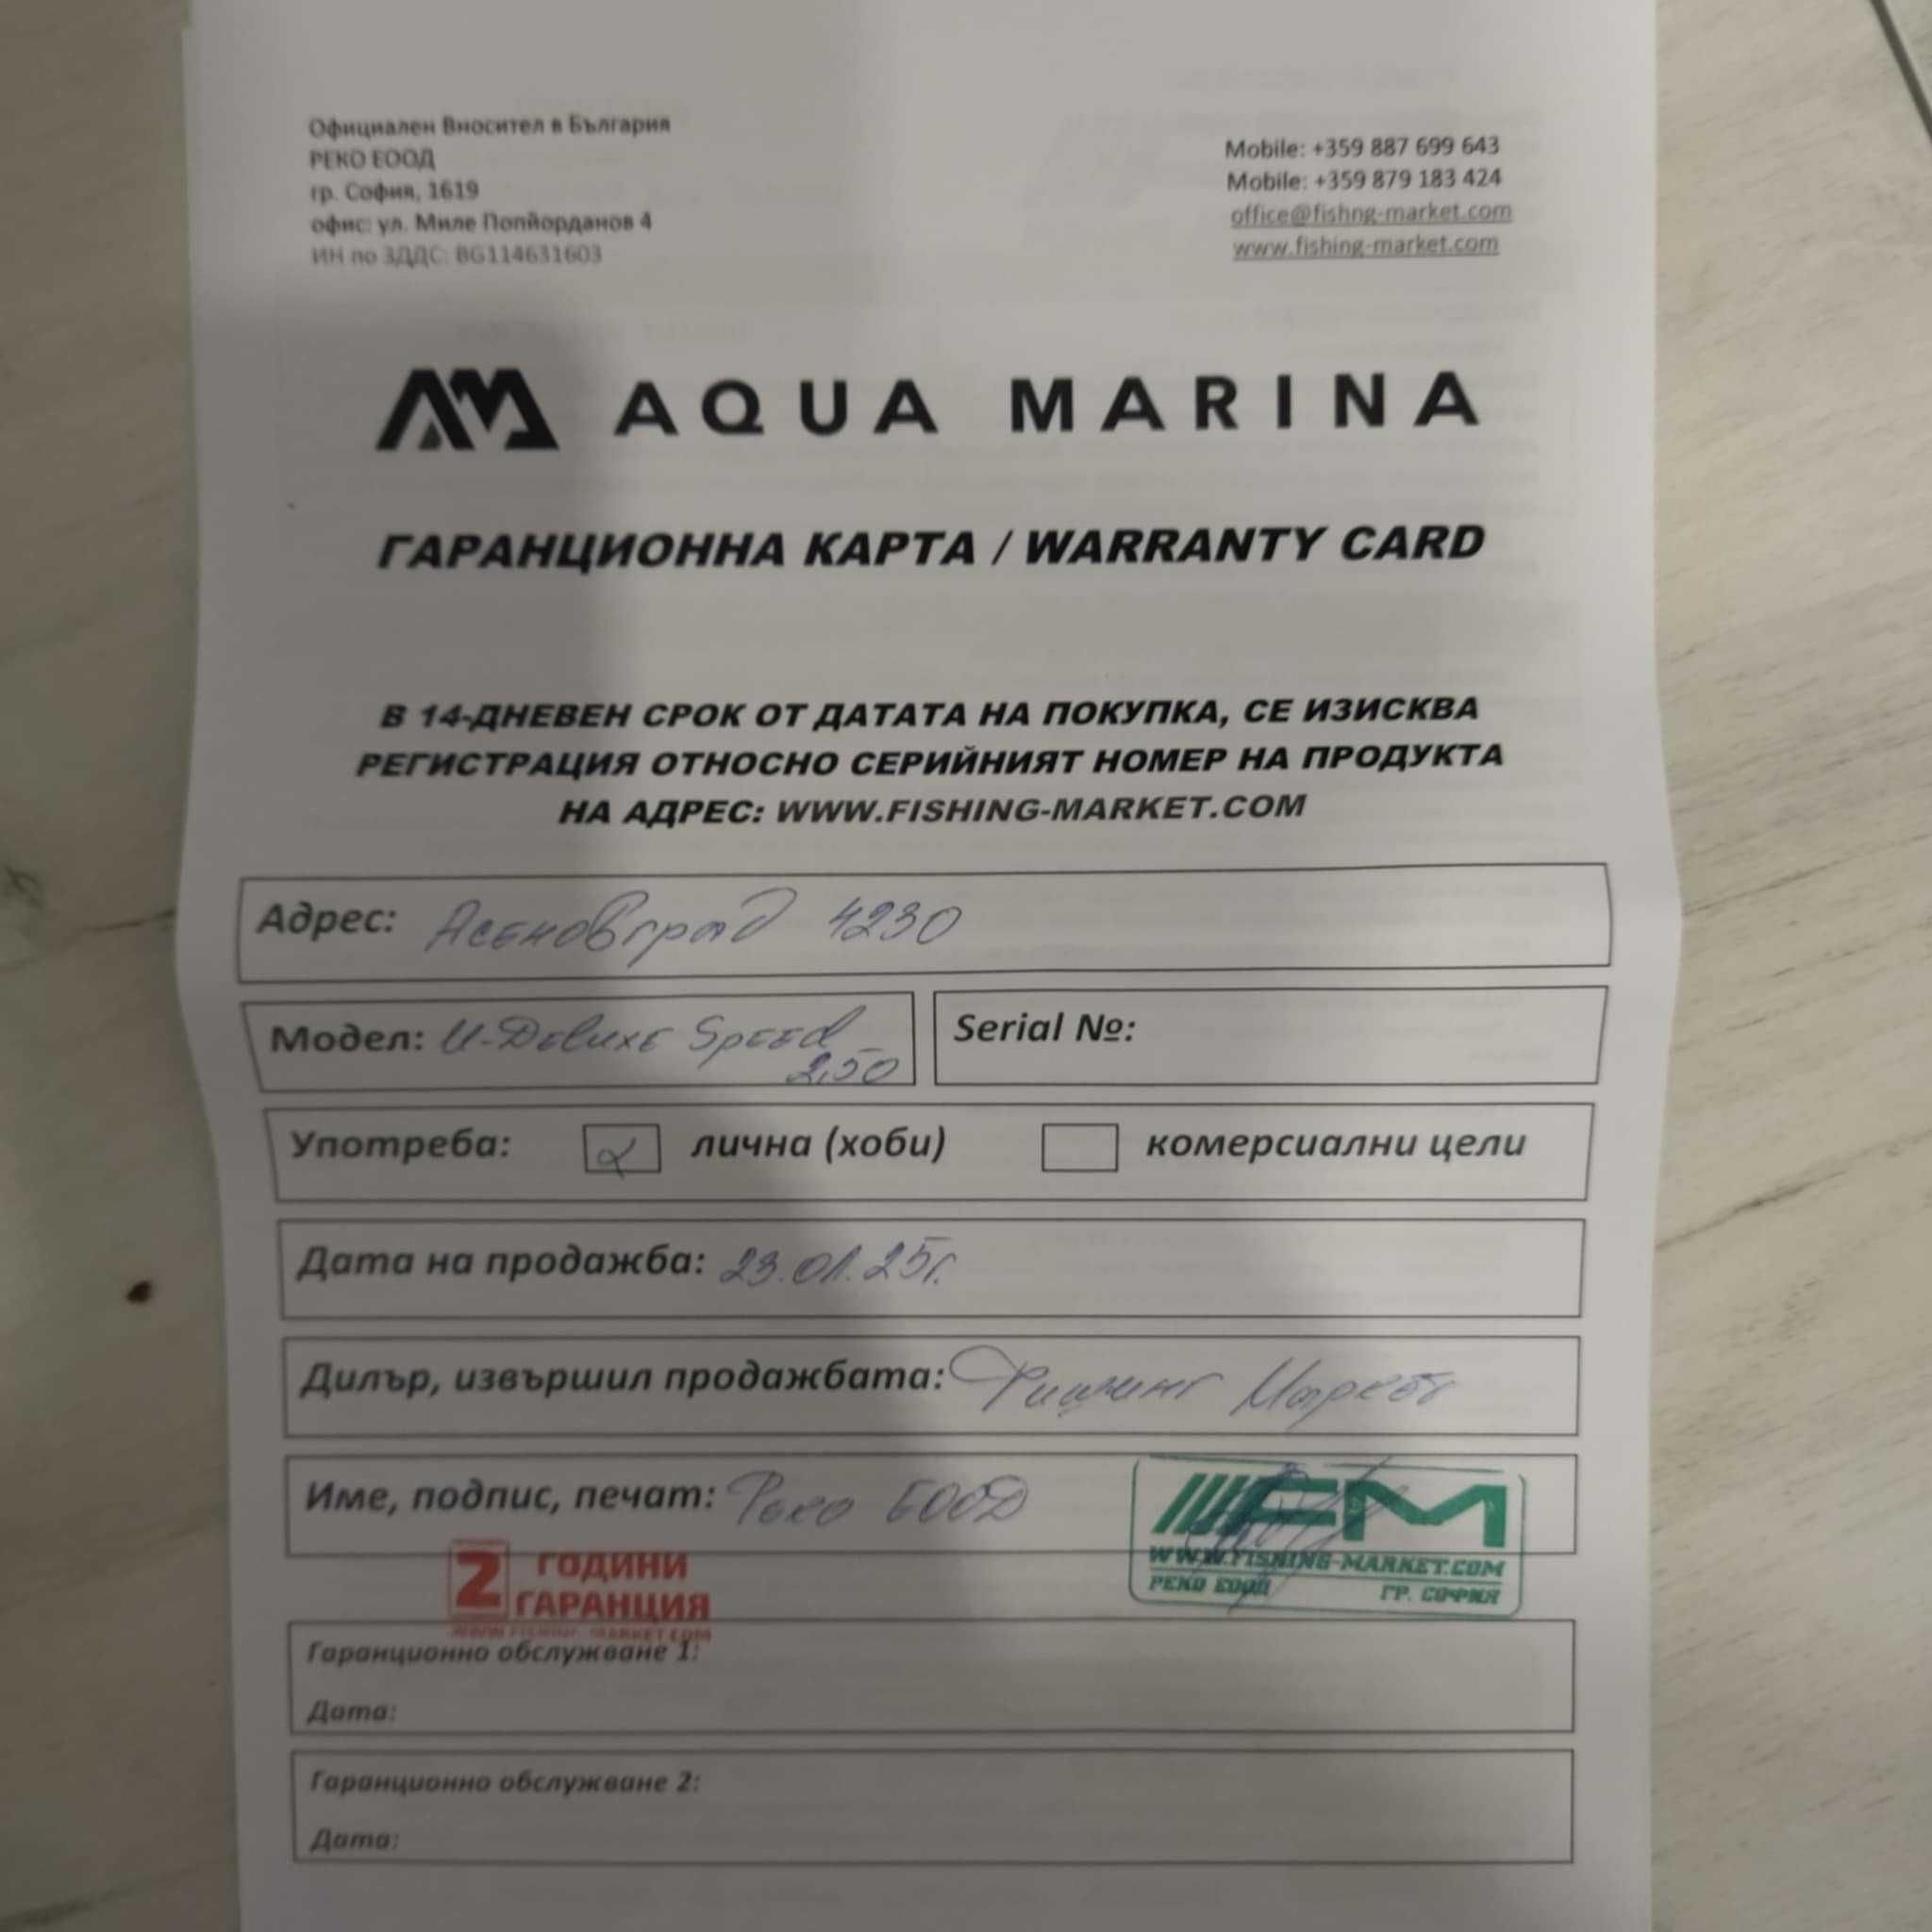 Официален Вносител в България
РЕКО ЕООД
гр. София, 1619
офис: ул. Миле Попйорданов 4
ИН по ЗДДС: BG114631603
Mobile: +359 887 699 643
Mobile: +359 879 183 424
office@fishng-market.com
www.fishing-market.com
AQUA MARINA
ГАРАНЦИОННА КАРТА / WARRANTY CARD
В 14-ДНЕВЕН СРОК ОТ ДАТАТА НА ПОКУПКА, СЕ ИЗИСКВА
РЕГИСТРАЦИЯ ОТНОСНО СЕРИЙНИЯТ НОМЕР НА ПРОДУКТА
НА АДРЕС: WWW.FISHING-MARKET.COM
Адрес: Асеновград 4230
Модел: U-Deluxe Speed
2,50
Serial №:
Употреба: лична (хоби) комерсиални цели
Дата на продажба: 23.01.25г.
Дилър, извършил продажбата: Фишинг Маркет
Име, подпис, печат: Реко ЕООД
FM
WWW.FISHING-MARKET.COM
РЕКО ЕООД ГР. СОФИЯ
2 ГОДИНИ
ГАРАНЦИЯ
WWW.FISHING-MARKET.COM
Гаранционно обслужване 1:
Дата:
Гаранционно обслужване 2:
Дата: